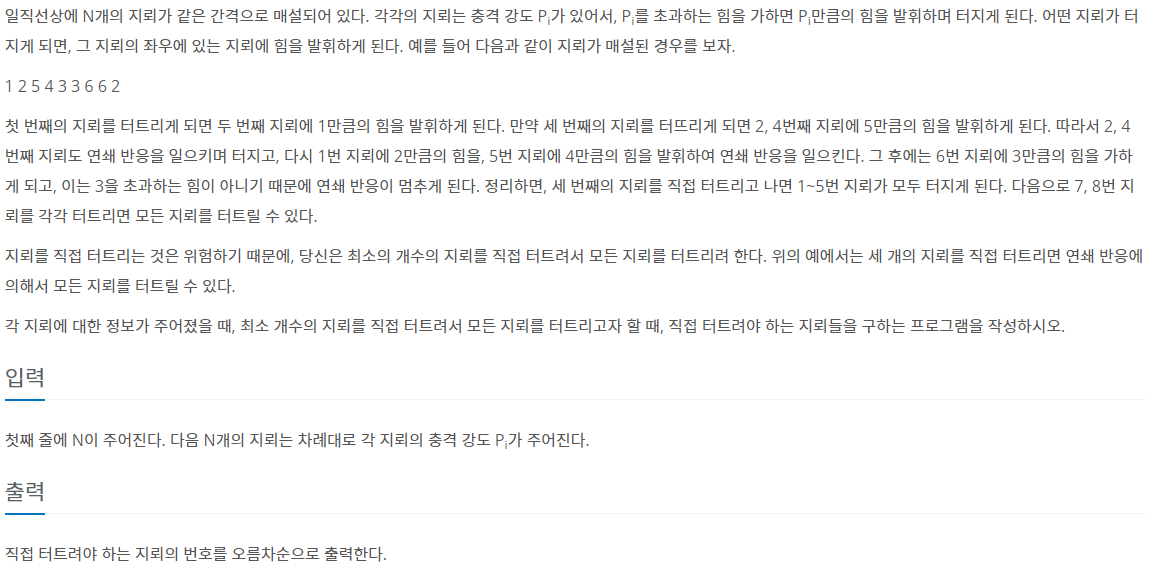 일직선상에 N개의 지뢰가 같은 간격으로 매설되어 있다. 각각의 지뢰는 충격 강도 Pi가 있어서, Pi를 초과하는 힘을 가하면 Pi만큼의 힘을 발휘하며 터지게 된다. 어떤 지뢰가 터
지게 되면, 그 지뢰의 좌우에 있는 지뢰에 힘을 발휘하게 된다. 예를 들어 다음과 같이 지뢰가 매설된 경우를 보자.
1 2 5 4 3 3 6 6 2
첫 번째의 지뢰를 터트리게 되면 두 번째 지뢰에 1만큼의 힘을 발휘하게 된다. 만약 세 번째의 지뢰를 터뜨리게 되면 2, 4번째 지뢰에 5만큼의 힘을 발휘하게 된다. 따라서 2, 4
번째 지뢰도 연쇄 반응을 일으키며 터지고, 다시 1번 지뢰에 2만큼의 힘을, 5번 지뢰에 4만큼의 힘을 발휘하여 연쇄 반응을 일으킨다. 그 후에는 6번 지뢰에 3만큼의 힘을 가하
게 되고, 이는 3을 초과하는 힘이 아니기 때문에 연쇄 반응이 멈추게 된다. 정리하면, 세 번째의 지뢰를 직접 터트리고 나면 1~5번 지뢰가 모두 터지게 된다. 다음으로 7, 8번 지
뢰를 각각 터트리면 모든 지뢰를 터트릴 수 있다.
지뢰를 직접 터트리는 것은 위험하기 때문에, 당신은 최소의 개수의 지뢰를 직접 터트려서 모든 지뢰를 터트리려 한다. 위의 예에서는 세 개의 지뢰를 직접 터트리면 연쇄 반응에
의해서 모든 지뢰를 터트릴 수 있다.
각 지뢰에 대한 정보가 주어졌을 때, 최소 개수의 지뢰를 직접 터트려서 모든 지뢰를 터트리고자 할 때, 직접 터트려야 하는 지뢰들을 구하는 프로그램을 작성하시오.
입력
첫째 줄에 N이 주어진다. 다음 N개의 지뢰는 차례대로 각 지뢰의 충격 강도 Pi가 주어진다.
출력
직접 터트려야 하는 지뢰의 번호를 오름차순으로 출력한다.